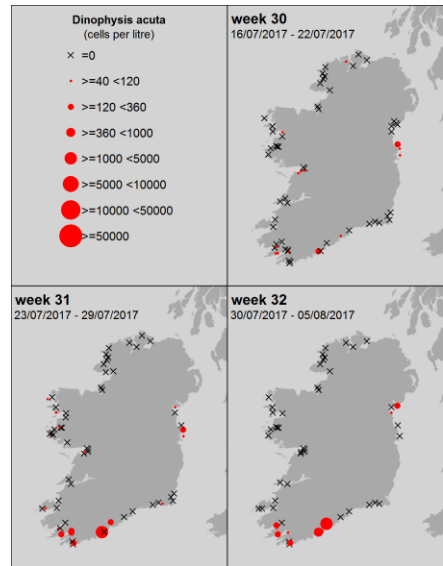 Dinophysis acuta
(cells per litre)
=0
>=40 <120
>=120 <360
>=360 <1000
>=1000 <5000
>=5000 <10000
>=10000 <50000
>=50000
week 30
16/07/2017 - 22/07/2017
week 31
23/07/2017 - 29/07/2017
week 32
30/07/2017 - 05/08/2017